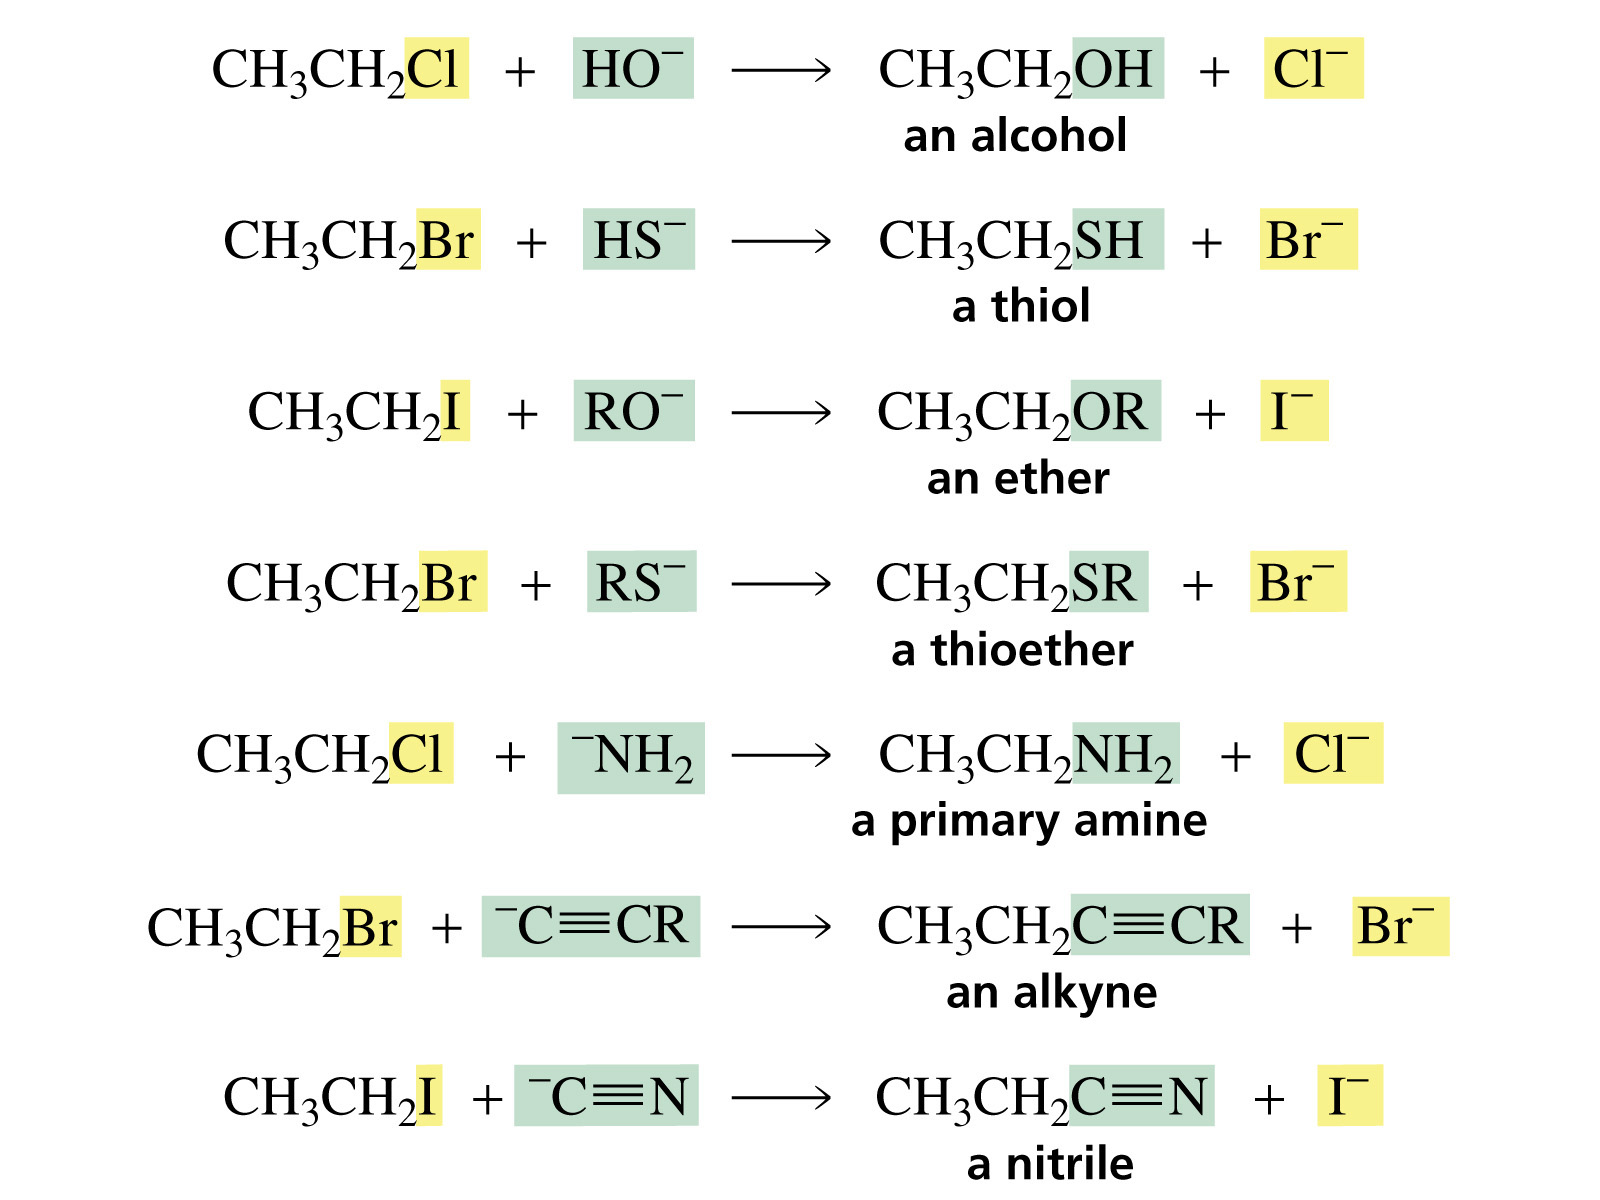 CH₃CH₂Cl + HO⁻ ⟶ CH₃CH₂OH + Cl⁻
an alcohol
CH₃CH₂Br + HS⁻ ⟶ CH₃CH₂SH + Br⁻
a thiol
CH₃CH₂I + RO⁻ ⟶ CH₃CH₂OR + I⁻
an ether
CH₃CH₂Br + RS⁻ ⟶ CH₃CH₂SR + Br⁻
a thioether
CH₃CH₂Cl + ⁻NH₂ ⟶ CH₃CH₂NH₂ + Cl⁻
a primary amine
CH₃CH₂Br + ⁻C≡CR ⟶ CH₃CH₂C≡CR + Br⁻
an alkyne
CH₃CH₂I + ⁻C≡N ⟶ CH₃CH₂C≡N + I⁻
a nitrile